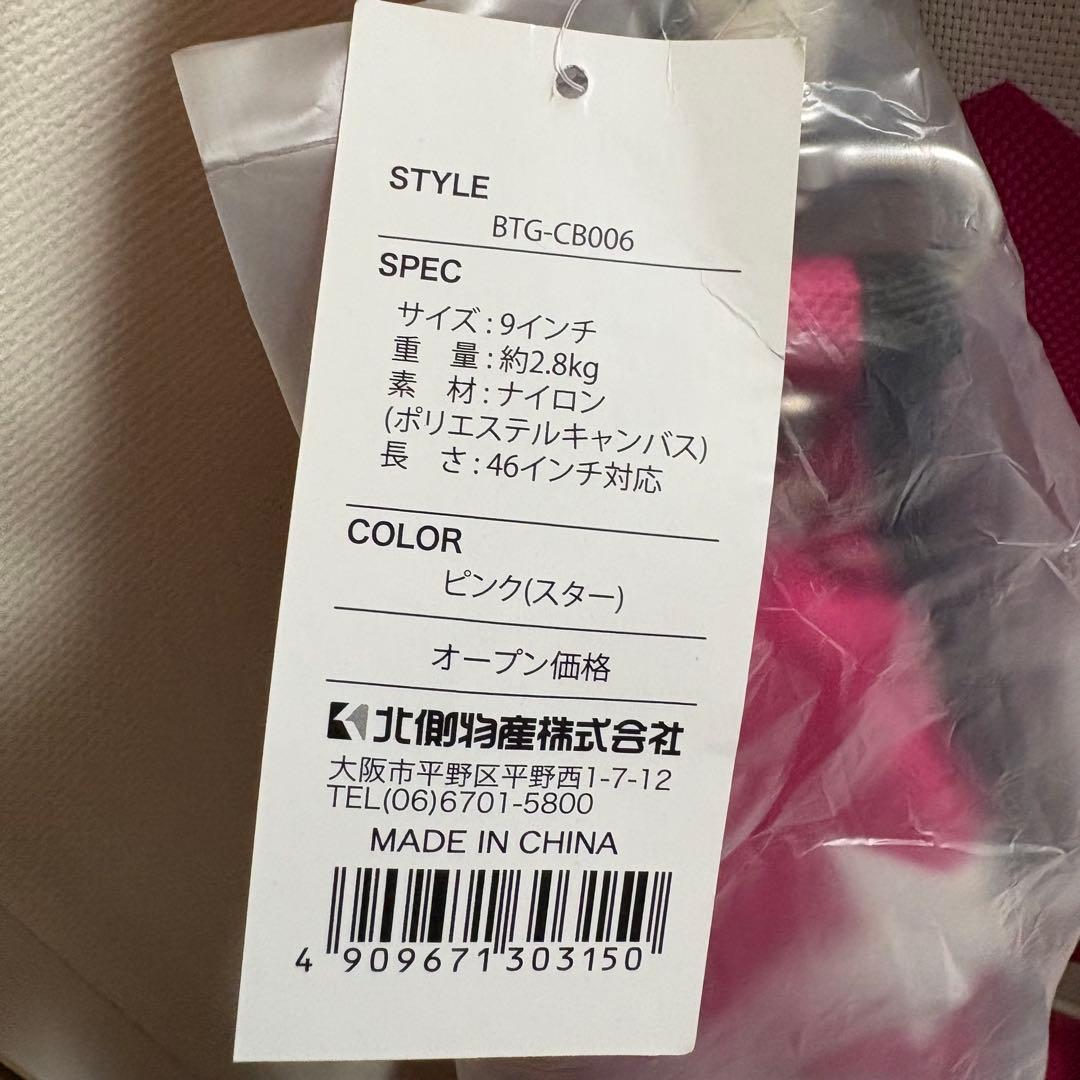 STYLE
BTG-CB006
SPEC
サイズ : 9インチ
重　量 : 約2.8kg
素　材 : ナイロン
(ポリエステルキャンバス)
長　さ : 46インチ対応
COLOR
ピンク(スター)
オープン価格
北側物産株式会社
大阪市平野区平野西1-7-12
TEL(06)6701-5800
MADE IN CHINA
4 909671 303150